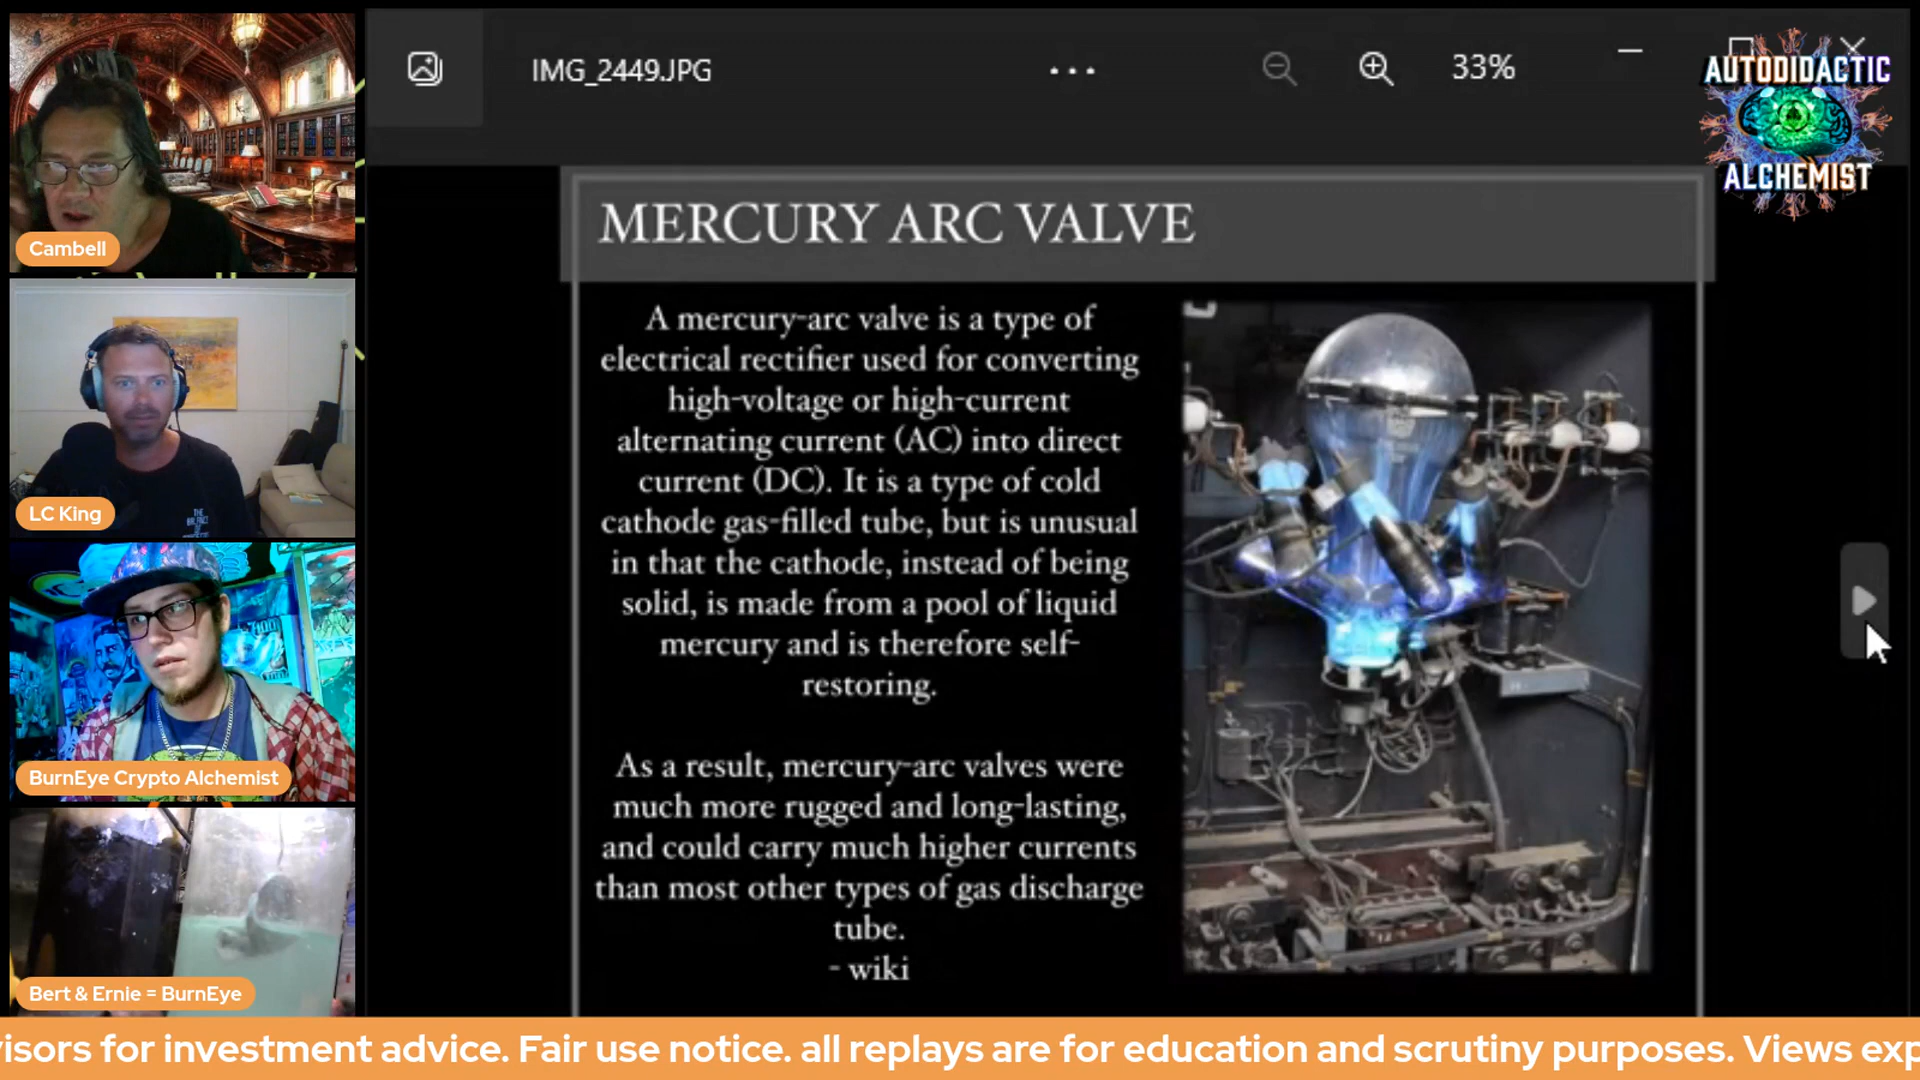 IMG_2449.JPG
33%
AUTODIDACTIC
ALCHEMIST
MERCURY ARC VALVE
A mercury-arc valve is a type of
electrical rectifier used for converting
high-voltage or high-current
alternating current (AC) into direct
current (DC). It is a type of cold
cathode gas-filled tube, but is unusual
in that the cathode, instead of being
solid, is made from a pool of liquid
mercury and is therefore self-
restoring.
As a result, mercury-arc valves were
much more rugged and long-lasting,
and could carry much higher currents
than most other types of gas discharge
tube.
- wiki
Cambell
LC King
BurnEye Crypto Alchemist
Bert & Ernie = BurnEye
visors for investment advice. Fair use notice. all replays are for education and scrutiny purposes. Views exp